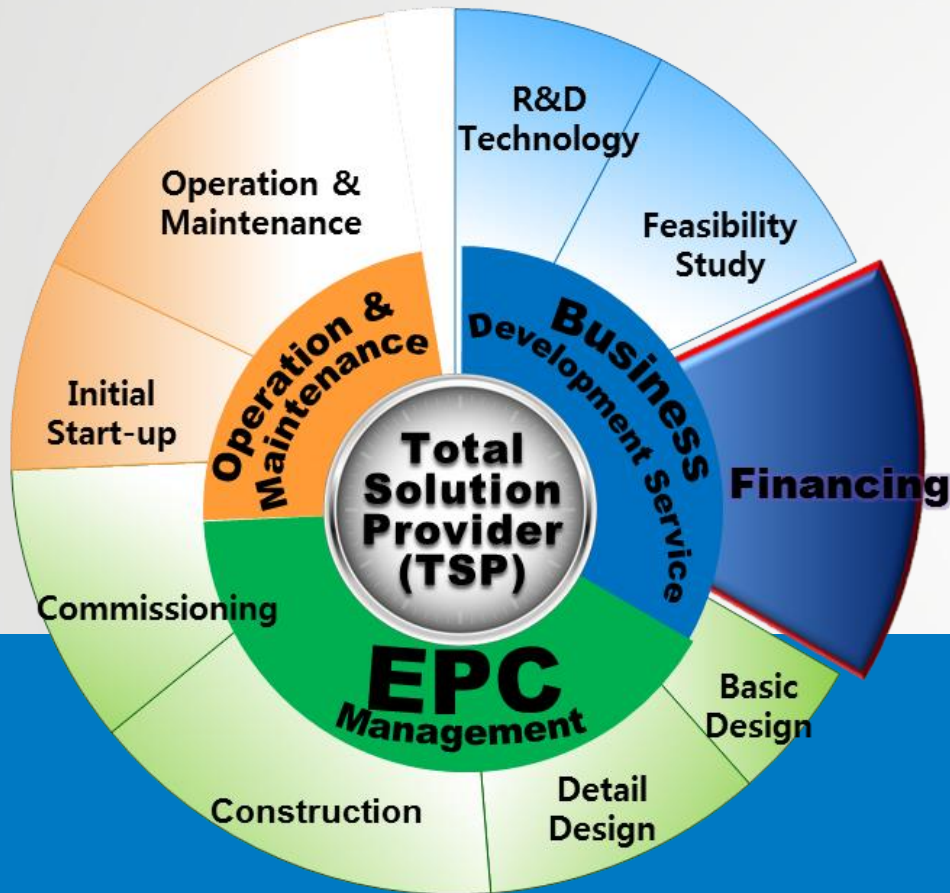 R&D
Technology
Feasibility
Study
Financing
Basic
Design
Detail
Design
Construction
Commissioning
Initial
Start-up
Operation &
Maintenance
Business
Development Service
EPC
Management
Operation &
Maintenance
Total
Solution
Provider
(TSP)